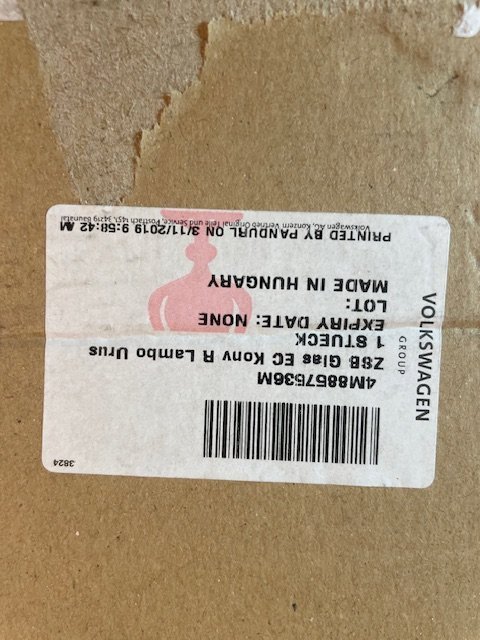 VOLKSWAGEN
GROUP
4M8857536M
ZSB Glas EC Konv R Lambo Urus
1 STUECK
EXPIRY DATE: NONE
LOT:
MADE IN HUNGARY
PRINTED BY PANDURL ON 3/11/2019 9:58:42 AM
Volkswagen AG, Konzern Vertrieb Original Teile und Service, Postfach 1451, 34219 Baunatal
3824